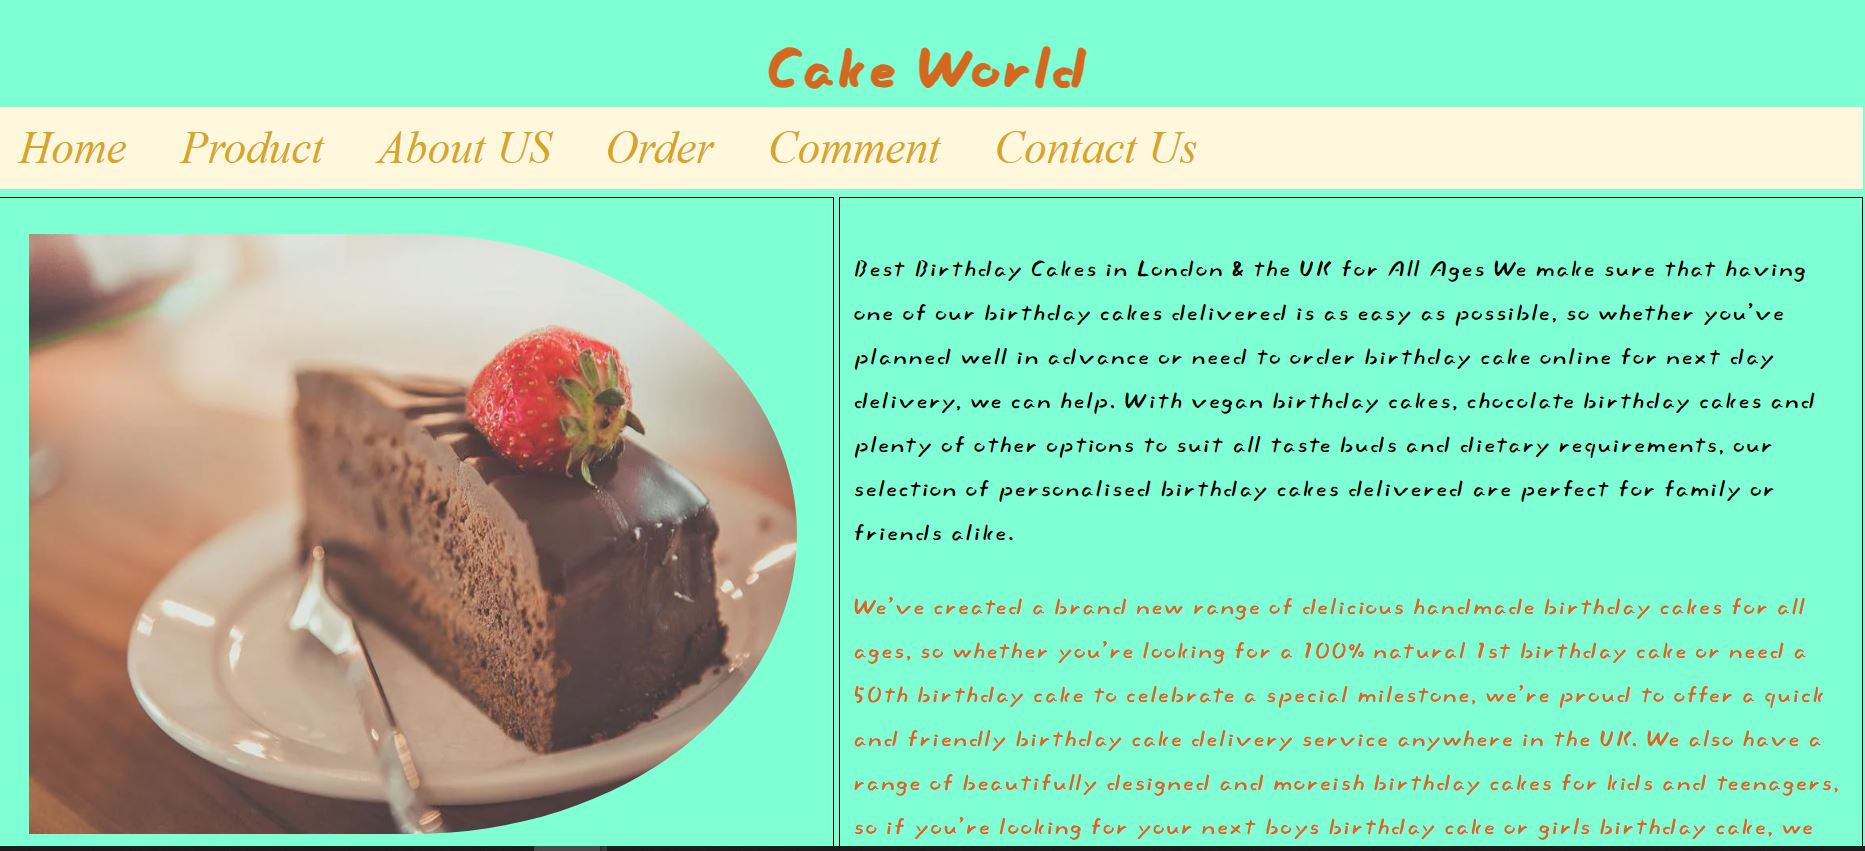 Cake World
Home Product About US Order Comment Contact Us
Best Birthday Cakes in London & the UK for All Ages We make sure that having
one of our birthday cakes delivered is as easy as possible, so whether you've
planned well in advance or need to order birthday cake online for next day
delivery, we can help. With vegan birthday cakes, chocolate birthday cakes and
plenty of other options to suit all taste buds and dietary requirements, our
selection of personalised birthday cakes delivered are perfect for family or
friends alike.
We've created a brand new range of delicious handmade birthday cakes for all
ages, so whether you're looking for a 100% natural 1st birthday cake or need a
50th birthday cake to celebrate a special milestone, we're proud to offer a quick
and friendly birthday cake delivery service anywhere in the UK. We also have a
range of beautifully designed and moreish birthday cakes for kids and teenagers,
so if you're looking for your next boys birthday cake or girls birthday cake, we